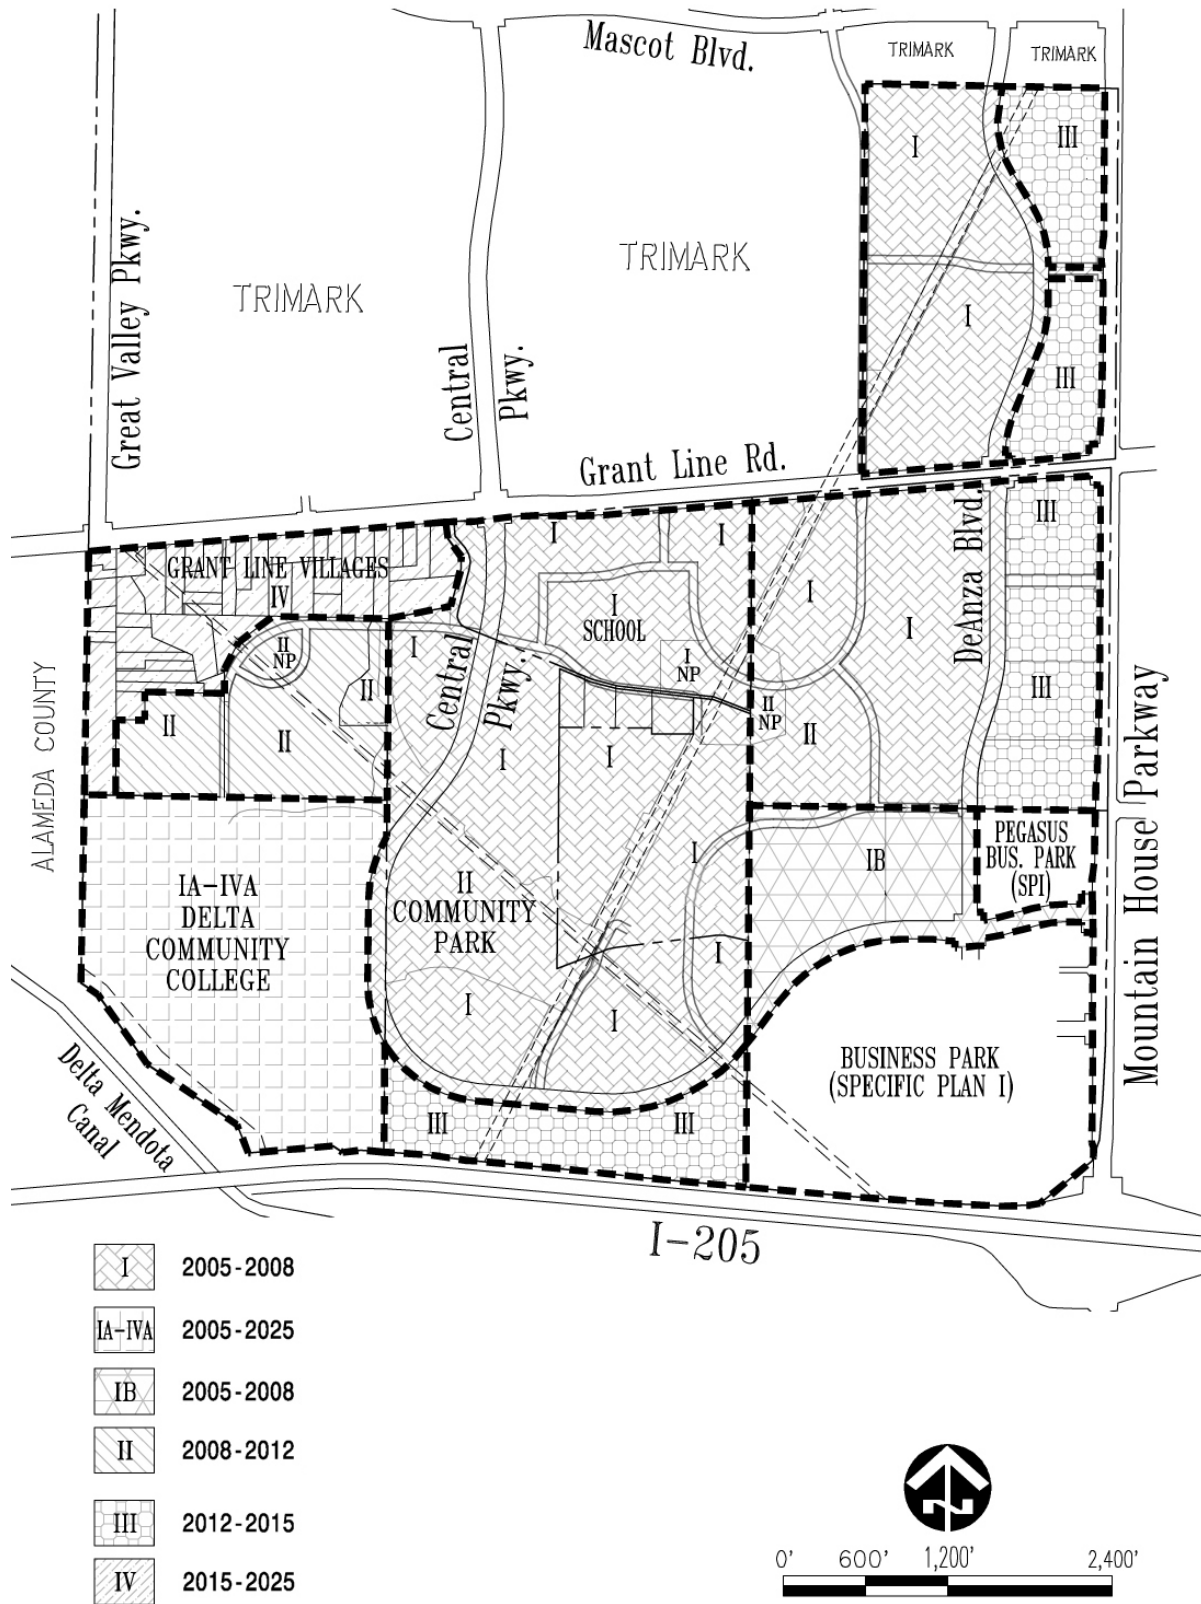 Mascot Blvd.
TRIMARK
TRIMARK
I
III
Great Valley Pkwy.
TRIMARK
TRIMARK
Central
Pkwy.
I
III
Grant Line Rd.
I
I
III
GRANT LINE VILLAGES
IV
I
SCHOOL
I
I
DeAnza Blvd.
II
NP
I
Central
Pkwy.
I
NP
II
III
II
NP
II
II
II
I
I
ALAMEDA COUNTY
Mountain House Parkway
I
IB
PEGASUS
BUS. PARK
(SPI)
IA-IVA
DELTA
COMMUNITY
COLLEGE
II
COMMUNITY
PARK
I
I
I
BUSINESS PARK
(SPECIFIC PLAN I)
Delta Mendota
Canal
III
III
I-205
I 2005-2008
IA-IVA 2005-2025
IB 2005-2008
II 2008-2012
III 2012-2015
IV 2015-2025
N
0' 600' 1,200' 2,400'